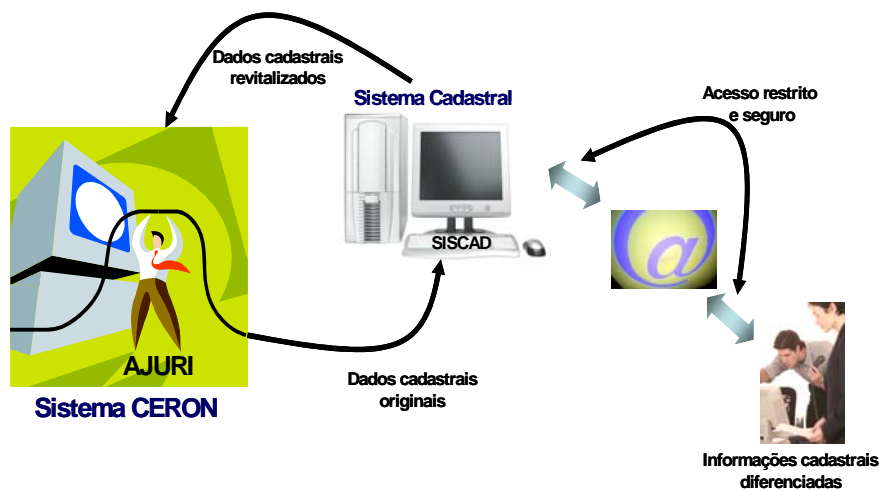 Dados cadastrais
revitalizados
Sistema Cadastral
Acesso restrito
e seguro
SISCAD
@
AJURI
Sistema CERON
Dados cadastrais
originais
Informações cadastrais
diferenciadas